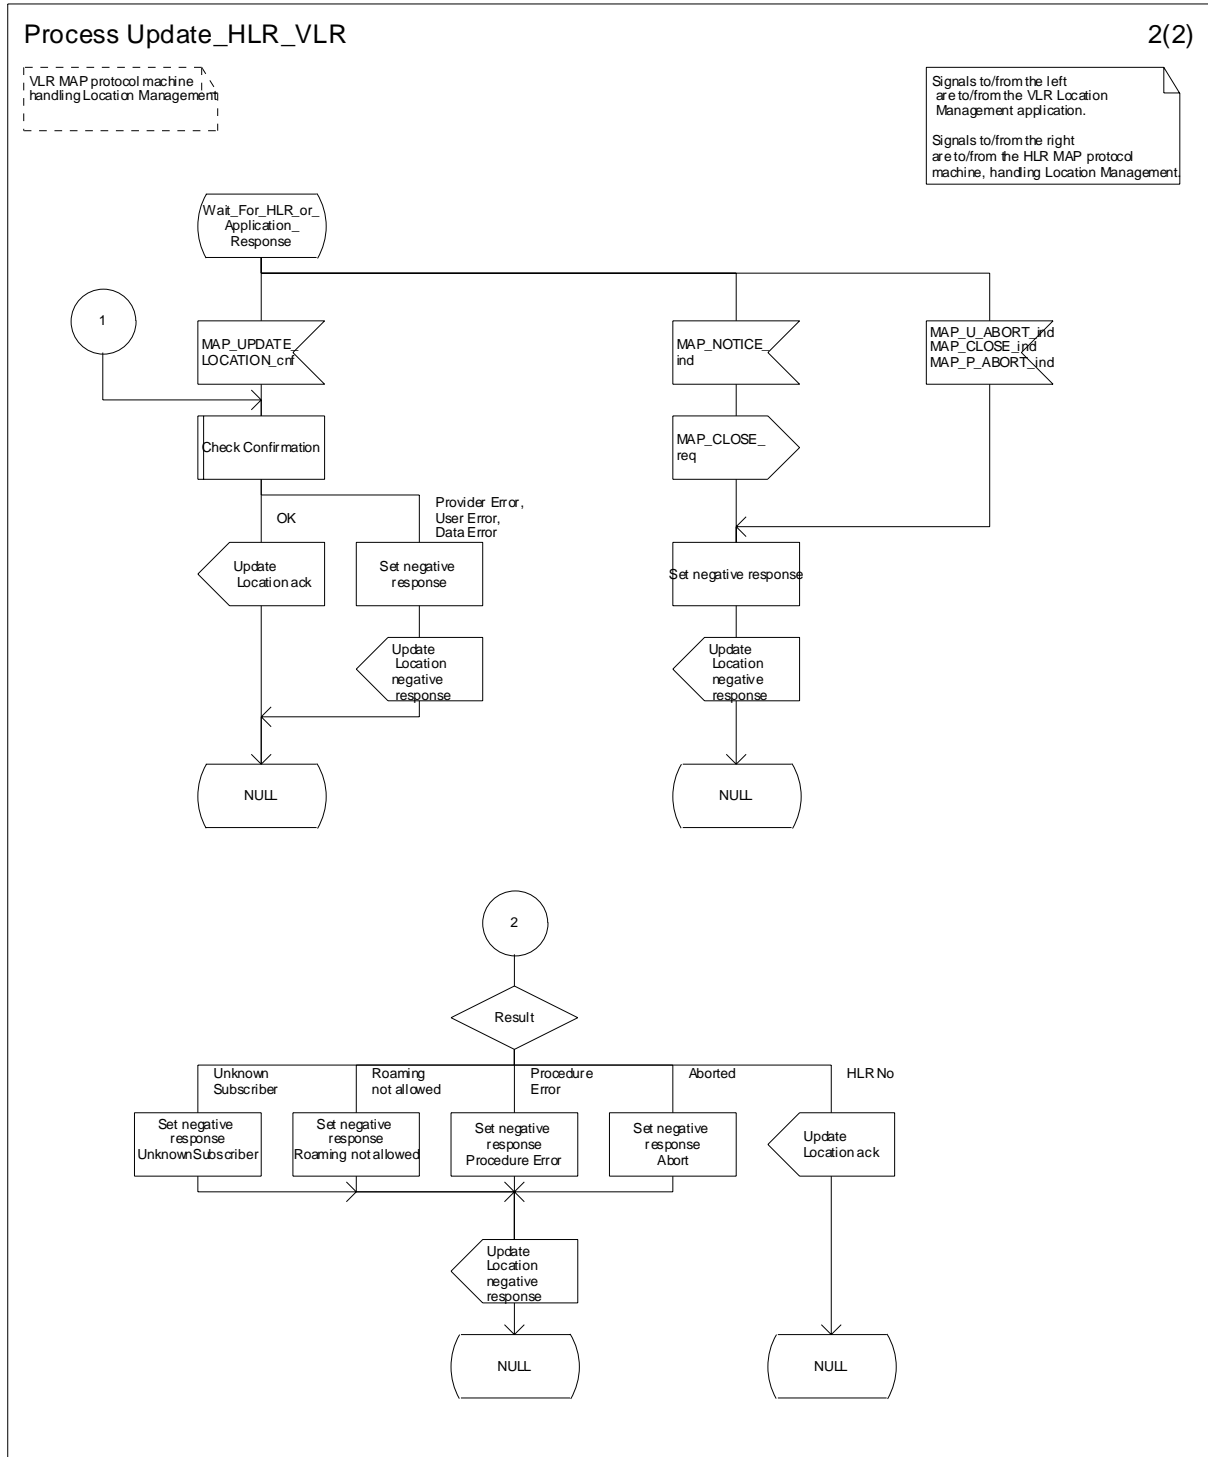 Process Update_HLR_VLR
2(2)
VLR MAP protocol machine
handling Location Management
Signals to/from the left
are to/from the VLR Location
Management application.
Signals to/from the right
are to/from the HLR MAP protocol
machine, handling Location Management.
Wait_For_HLR_or_
Application_
Response
1
MAP_UPDATE_
LOCATION_cnf
MAP_NOTICE_
ind
MAP_U_ABORT_ind
MAP_CLOSE_ind
MAP_P_ABORT_ind
Check Confirmation
MAP_CLOSE_
req
OK
Provider Error,
User Error,
Data Error
Update
Location ack
Set negative
response
Set negative response
Update
Location
negative
response
Update
Location
negative
response
NULL
NULL
2
Result
Unknown
Subscriber
Roaming
not allowed
Procedure
Error
Aborted
HLR No
Set negative
response
UnknownSubscriber
Set negative
response
Roaming not allowed
Set negative
response
Procedure Error
Set negative
response
Abort
Update
Location ack
Update
Location
negative
response
NULL
NULL